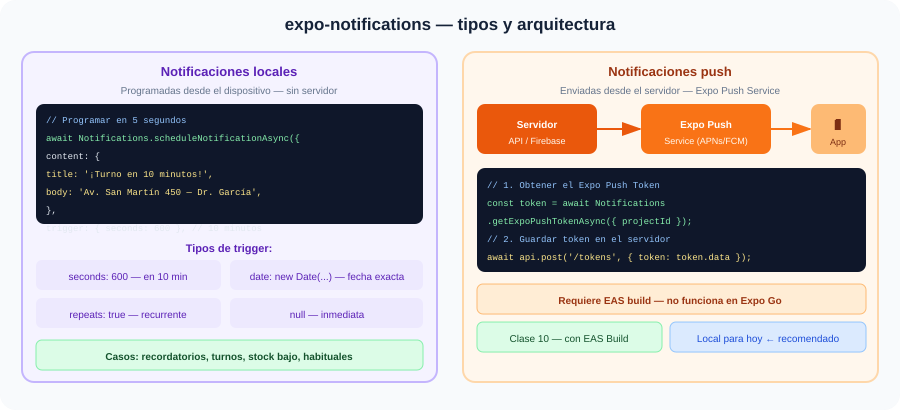 expo-notifications — tipos y arquitectura
Notificaciones locales
Programadas desde el dispositivo — sin servidor
// Programar en 5 segundos
await Notifications.scheduleNotificationAsync({
content: {
title: '¡Turno en 10 minutos!',
body: 'Av. San Martín 450 — Dr. García',
},
trigger: { seconds: 600 }, // 10 minutos
Tipos de trigger:
seconds: 600 — en 10 min
date: new Date(...) — fecha exacta
repeats: true — recurrente
null — inmediata
Casos: recordatorios, turnos, stock bajo, habituales
Notificaciones push
Enviadas desde el servidor — Expo Push Service
Servidor
API / Firebase
Expo Push
Service (APNs/FCM)
App
// 1. Obtener el Expo Push Token
const token = await Notifications
.getExpoPushTokenAsync({ projectId });
// 2. Guardar token en el servidor
await api.post('/tokens', { token: token.data });
Requiere EAS build — no funciona en Expo Go
Clase 10 — con EAS Build
Local para hoy ← recomendado